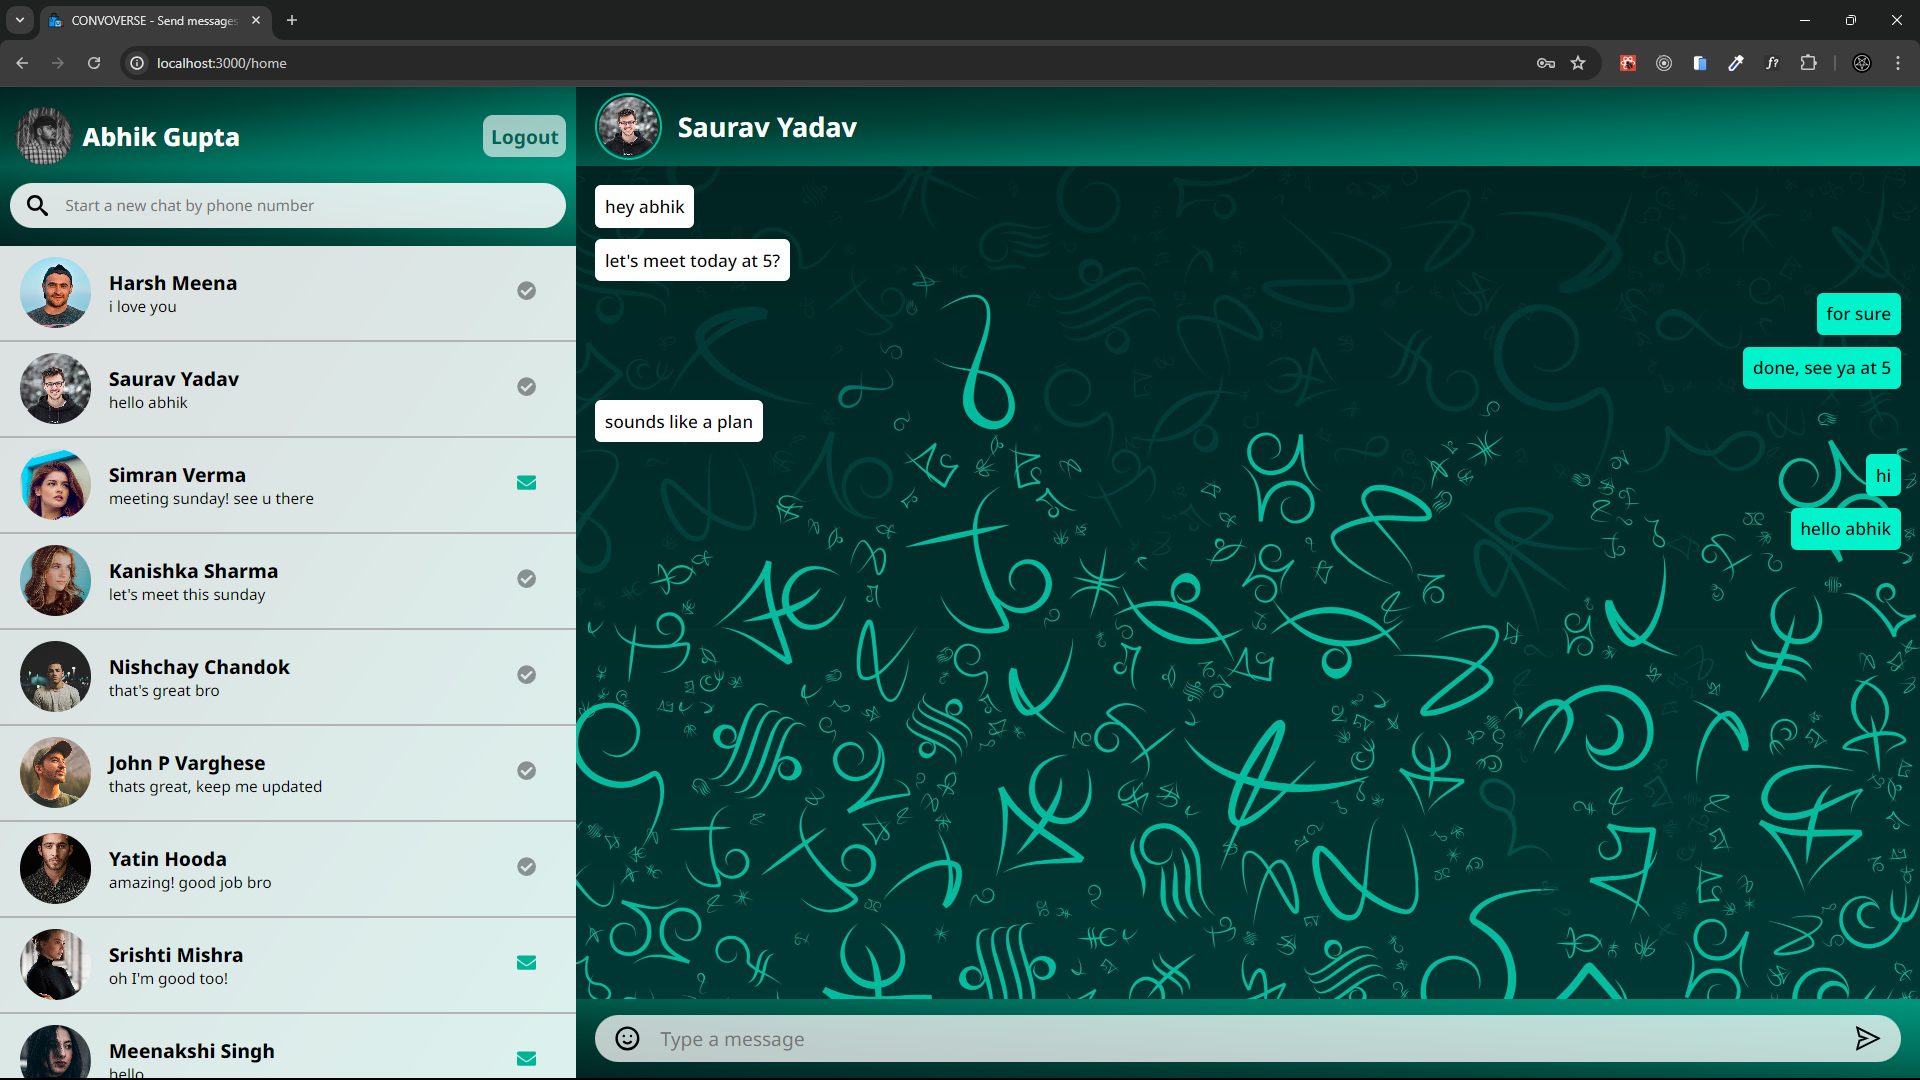 CONVOVERSE - Send messages
localhost:3000/home
f?
Abhik Gupta
Logout
Start a new chat by phone number
Harsh Meena
i love you
Saurav Yadav
hello abhik
Simran Verma
meeting sunday! see u there
Kanishka Sharma
let's meet this sunday
Nishchay Chandok
that's great bro
John P Varghese
thats great, keep me updated
Yatin Hooda
amazing! good job bro
Srishti Mishra
oh I'm good too!
Meenakshi Singh
hello
Saurav Yadav
hey abhik
let's meet today at 5?
for sure
done, see ya at 5
sounds like a plan
hi
hello abhik
Type a message